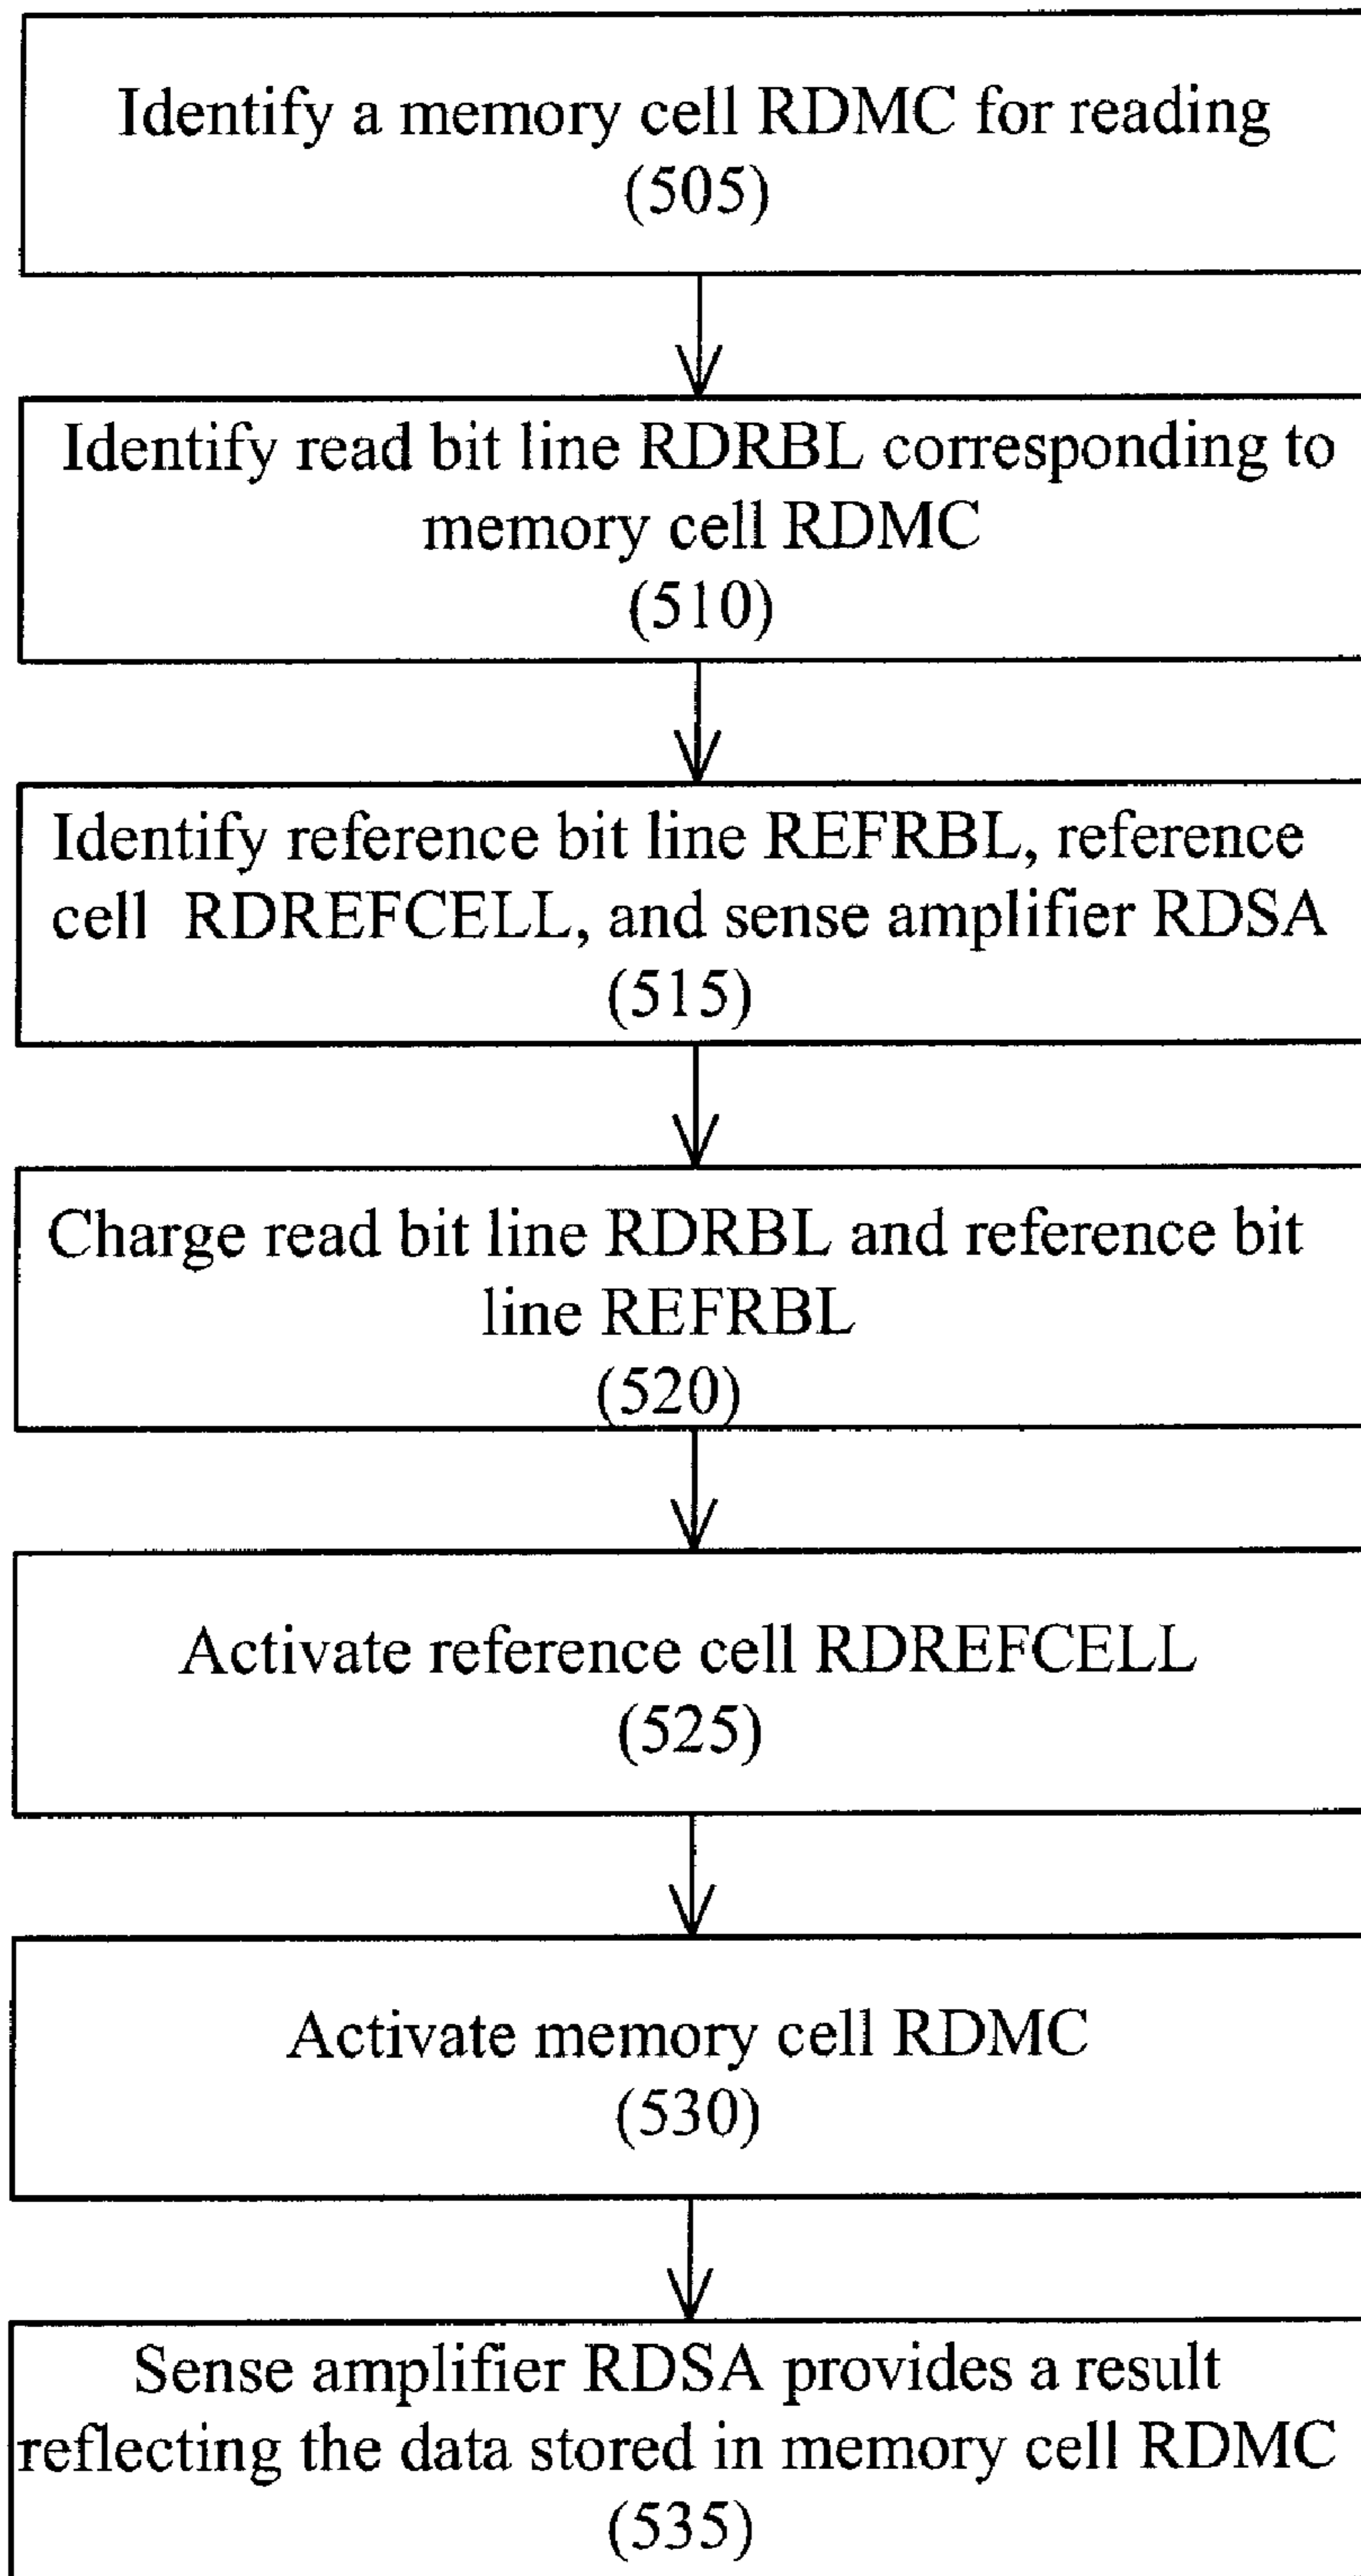 Identify a memory cell RDMC for reading
(505)
Identify read bit line RDRBL corresponding to
memory cell RDMC
(510)
Identify reference bit line REFRBL, reference
cell RDREFCELL, and sense amplifier RDSA
(515)
Charge read bit line RDRBL and reference bit
line REFRBL
(520)
Activate reference cell RDREFCELL
(525)
Activate memory cell RDMC
(530)
Sense amplifier RDSA provides a result
reflecting the data stored in memory cell RDMC
(535)